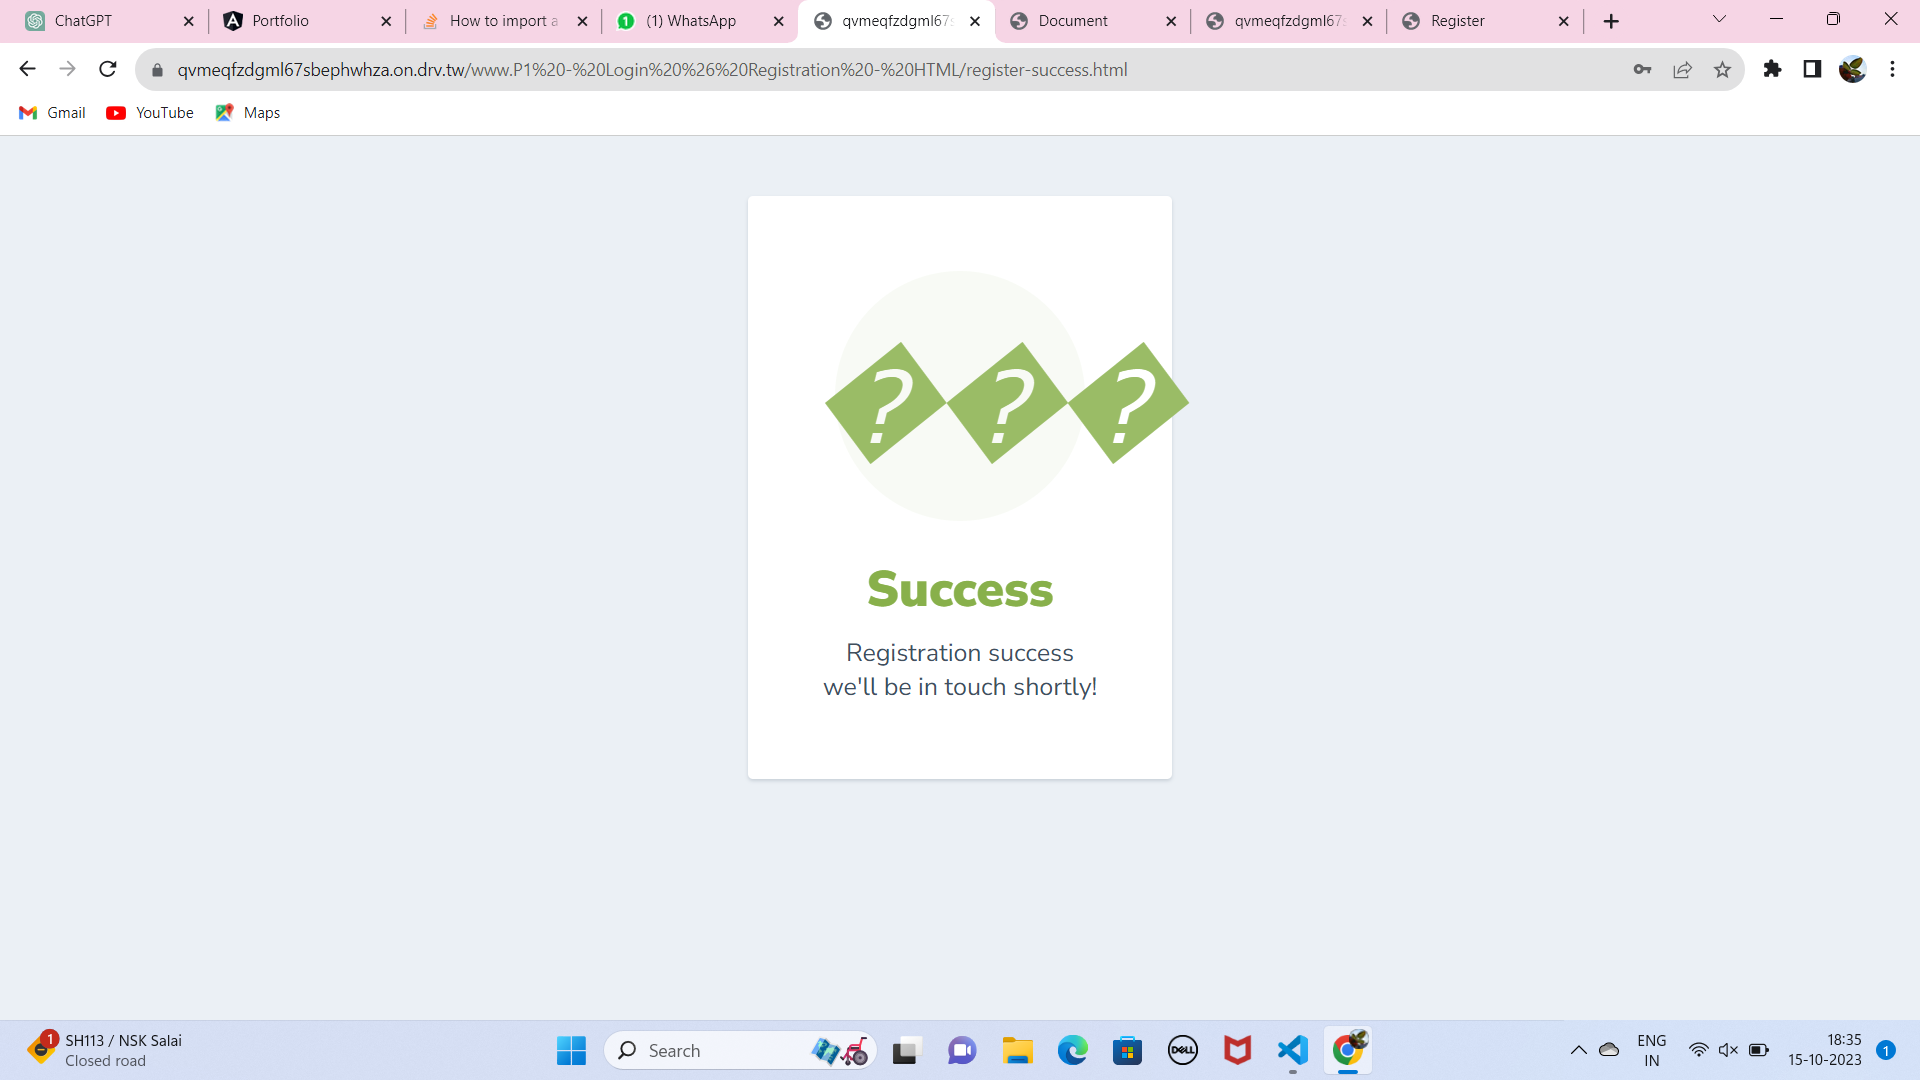 ChatGPT
Portfolio
How to import a
(1) WhatsApp
qvmeqfzdgml67s
Document
qvmeqfzdgml67s
Register
qvmeqfzdgml67sbephwhza.on.drv.tw/www.P1%20-%20Login%20%26%20Registration%20-%20HTML/register-success.html
Gmail
YouTube
Maps
� � �
Success
Registration success
we'll be in touch shortly!
1
SH113 / NSK Salai
Closed road
Search
DELL
ENG
IN
18:35
15-10-2023
1